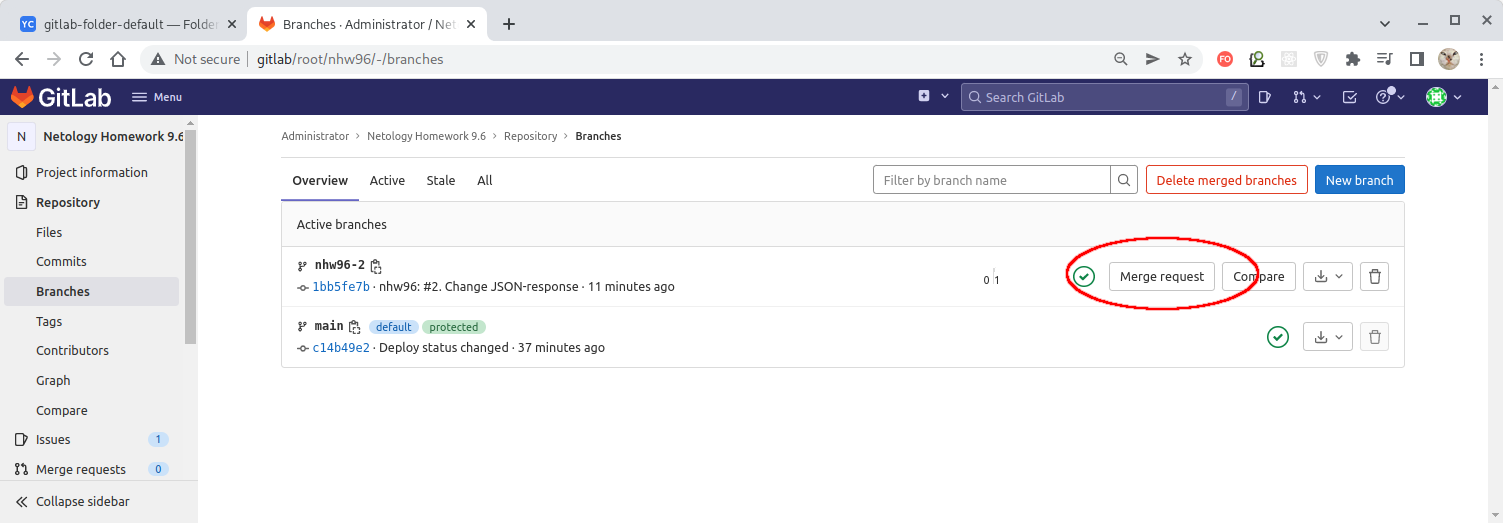 YC gitlab-folder-default — Folde
Branches · Administrator / Net
Not secure | gitlab/root/nhw96/-/branches
FO
GitLab Menu
Search GitLab /
N Netology Homework 9.6
Administrator > Netology Homework 9.6 > Repository > Branches
Project information
Repository
Files
Commits
Branches
Tags
Contributors
Graph
Compare
Issues 1
Merge requests 0
Collapse sidebar
Overview Active Stale All
Filter by branch name
Delete merged branches
New branch
Active branches
nhw96-2
0 1
Merge request
Compare
1bb5fe7b · nhw96: #2. Change JSON-response · 11 minutes ago
main default protected
c14b49e2 · Deploy status changed · 37 minutes ago